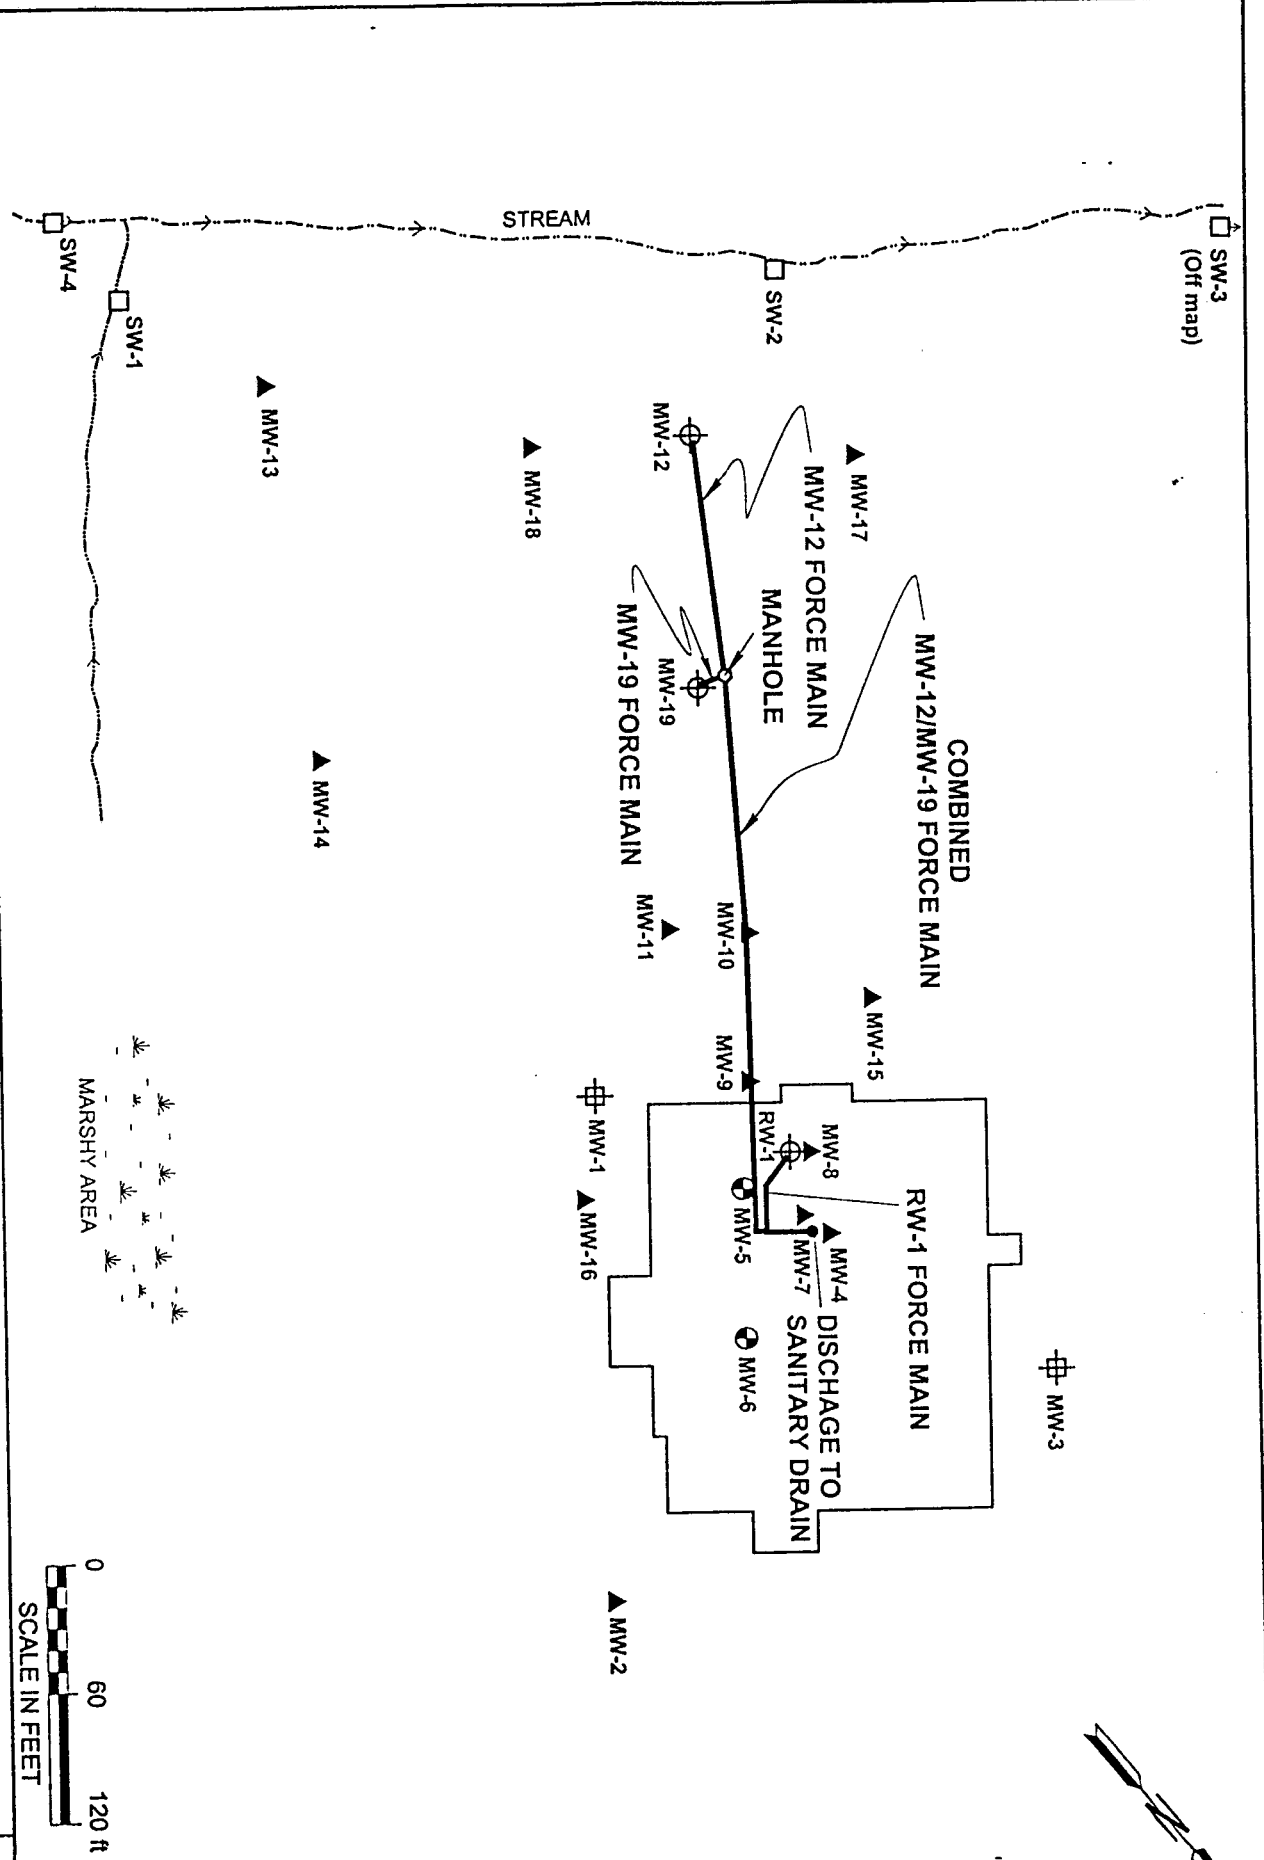 SW-3
(Off map)
STREAM
SW-2
SW-4
SW-1
MW-17
MW-12
MW-12 FORCE MAIN
MW-18
MW-13
MANHOLE
COMBINED
MW-12/MW-19 FORCE MAIN
MW-19
MW-19 FORCE MAIN
MW-14
MW-15
MW-10
MW-11
MW-9
RW-1
MW-8
MW-1
MW-16
RW-1 FORCE MAIN
MW-4
MW-7
MW-5
DISCHAGE TO
SANITARY DRAIN
MW-6
MW-3
MARSHY AREA
MW-2
N
0
60
120 ft
SCALE IN FEET